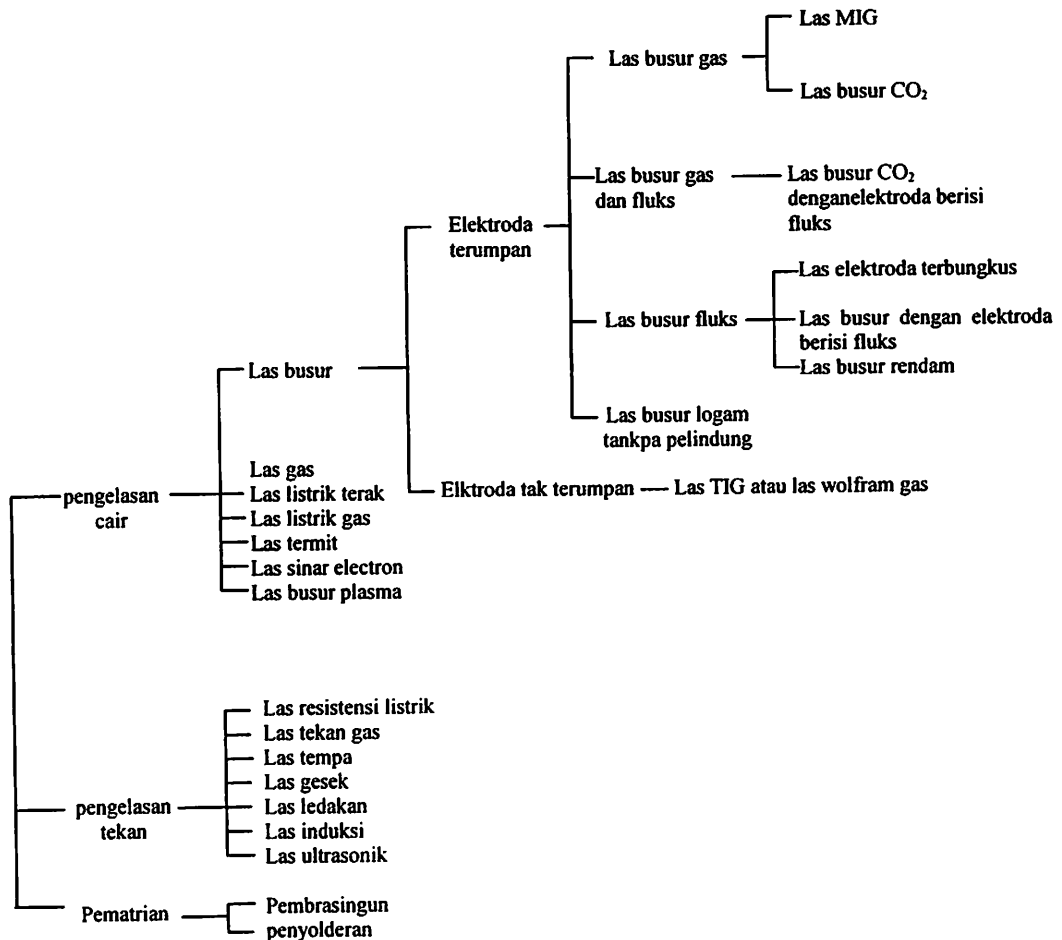 Las MIG
Las busur gas
Las busur CO₂
Las busur gas
dan fluks
Las busur CO₂
denganelektroda berisi
fluks
Elektroda
terumpan
Las elektroda terbungkus
Las busur fluks
Las busur dengan elektroda
berisi fluks
Las busur rendam
Las busur
Las busur logam
tankpa pelindung
Las gas
Elktroda tak terumpan
Las TIG atau las wolfram gas
pengelasan
cair
Las listrik terak
Las listrik gas
Las termit
Las sinar electron
Las busur plasma
Las resistensi listrik
Las tekan gas
Las tempa
Las gesek
pengelasan
tekan
Las ledakan
Las induksi
Las ultrasonik
Pematrian
Pembrasingun
penyolderan